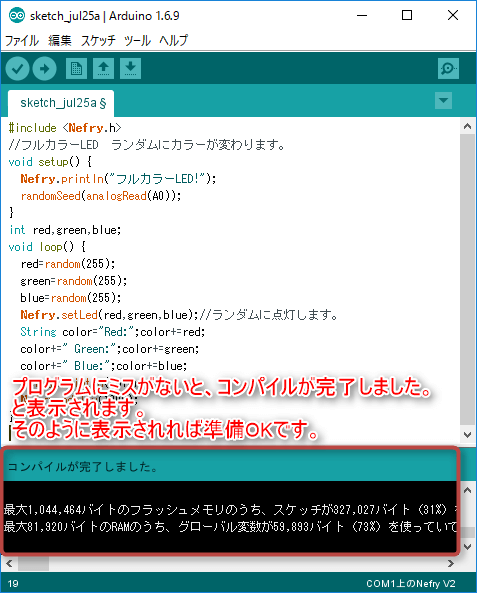 sketch_jul25a | Arduino 1.6.9
ファイル 編集 スケッチ ツール ヘルプ
sketch_jul25a §
#include <Nefry.h>
//フルカラーLED ランダムにカラーが変わります。
void setup() {
Nefry.println("フルカラーLED!");
randomSeed(analogRead(A0));
}
int red,green,blue;
void loop() {
red=random(255);
green=random(255);
blue=random(255);
Nefry.setLed(red,green,blue);//ランダムに点灯します。
String color="Red:";color+=red;
color+=" Green:";color+=green;
color+=" Blue:";color+=blue;
プログラムにミスがないと、コンパイルが完了しました。
と表示されます。
そのように表示されれば準備OKです。
コンパイルが完了しました。
最大1,044,464バイトのフラッシュメモリのうち、スケッチが327,027バイト（31%）を
最大81,920バイトのRAMのうち、グローバル変数が59,893バイト（73%）を使っていて
19
COM1上のNefry V2